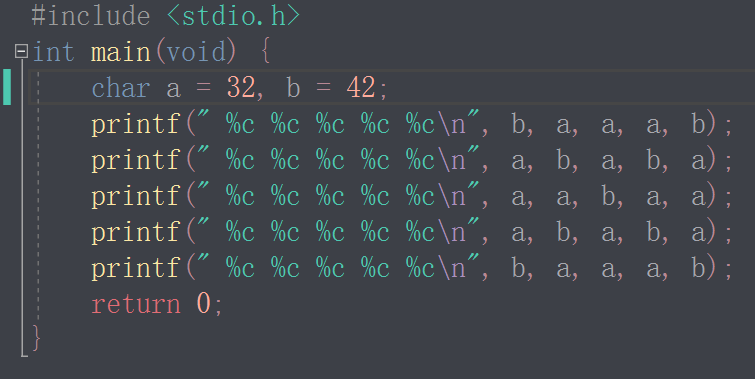 #include <stdio.h>
int main(void) {
char a = 32, b = 42;
printf(" %c %c %c %c %c\n", b, a, a, a, b);
printf(" %c %c %c %c %c\n", a, b, a, b, a);
printf(" %c %c %c %c %c\n", a, a, b, a, a);
printf(" %c %c %c %c %c\n", a, b, a, b, a);
printf(" %c %c %c %c %c\n", b, a, a, a, b);
return 0;
}